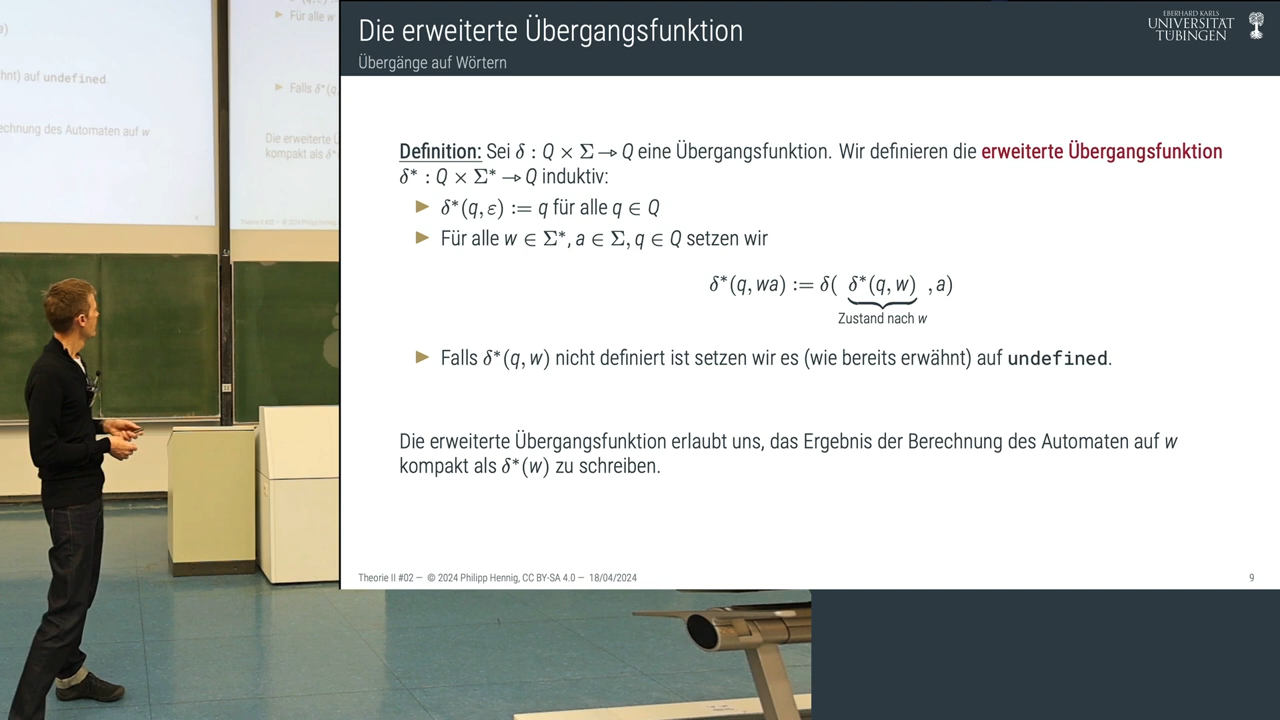 Die erweiterte Übergangsfunktion
Übergänge auf Wörtern
EBERHARD KARLS
UNIVERSITÄT
TÜBINGEN
Definition: Sei δ : Q × Σ → Q eine Übergangsfunktion. Wir definieren die erweiterte Übergangsfunktion
δ* : Q × Σ* → Q induktiv:
▶ δ*(q, ε) := q für alle q ∈ Q
▶ Für alle w ∈ Σ*, a ∈ Σ, q ∈ Q setzen wir
δ*(q, wa) := δ( δ*(q, w) , a)
Zustand nach w
▶ Falls δ*(q, w) nicht definiert ist setzen wir es (wie bereits erwähnt) auf undefined.
Die erweiterte Übergangsfunktion erlaubt uns, das Ergebnis der Berechnung des Automaten auf w
kompakt als δ*(w) zu schreiben.
Theorie II #02 — © 2024 Philipp Hennig, CC BY-SA 4.0 — 18/04/2024
9
hnt) auf undefined.
echnung des Automaten auf w
▶ Für alle w
▶ Falls δ*(q,
Die erweiterte Ü
kompakt als δ*